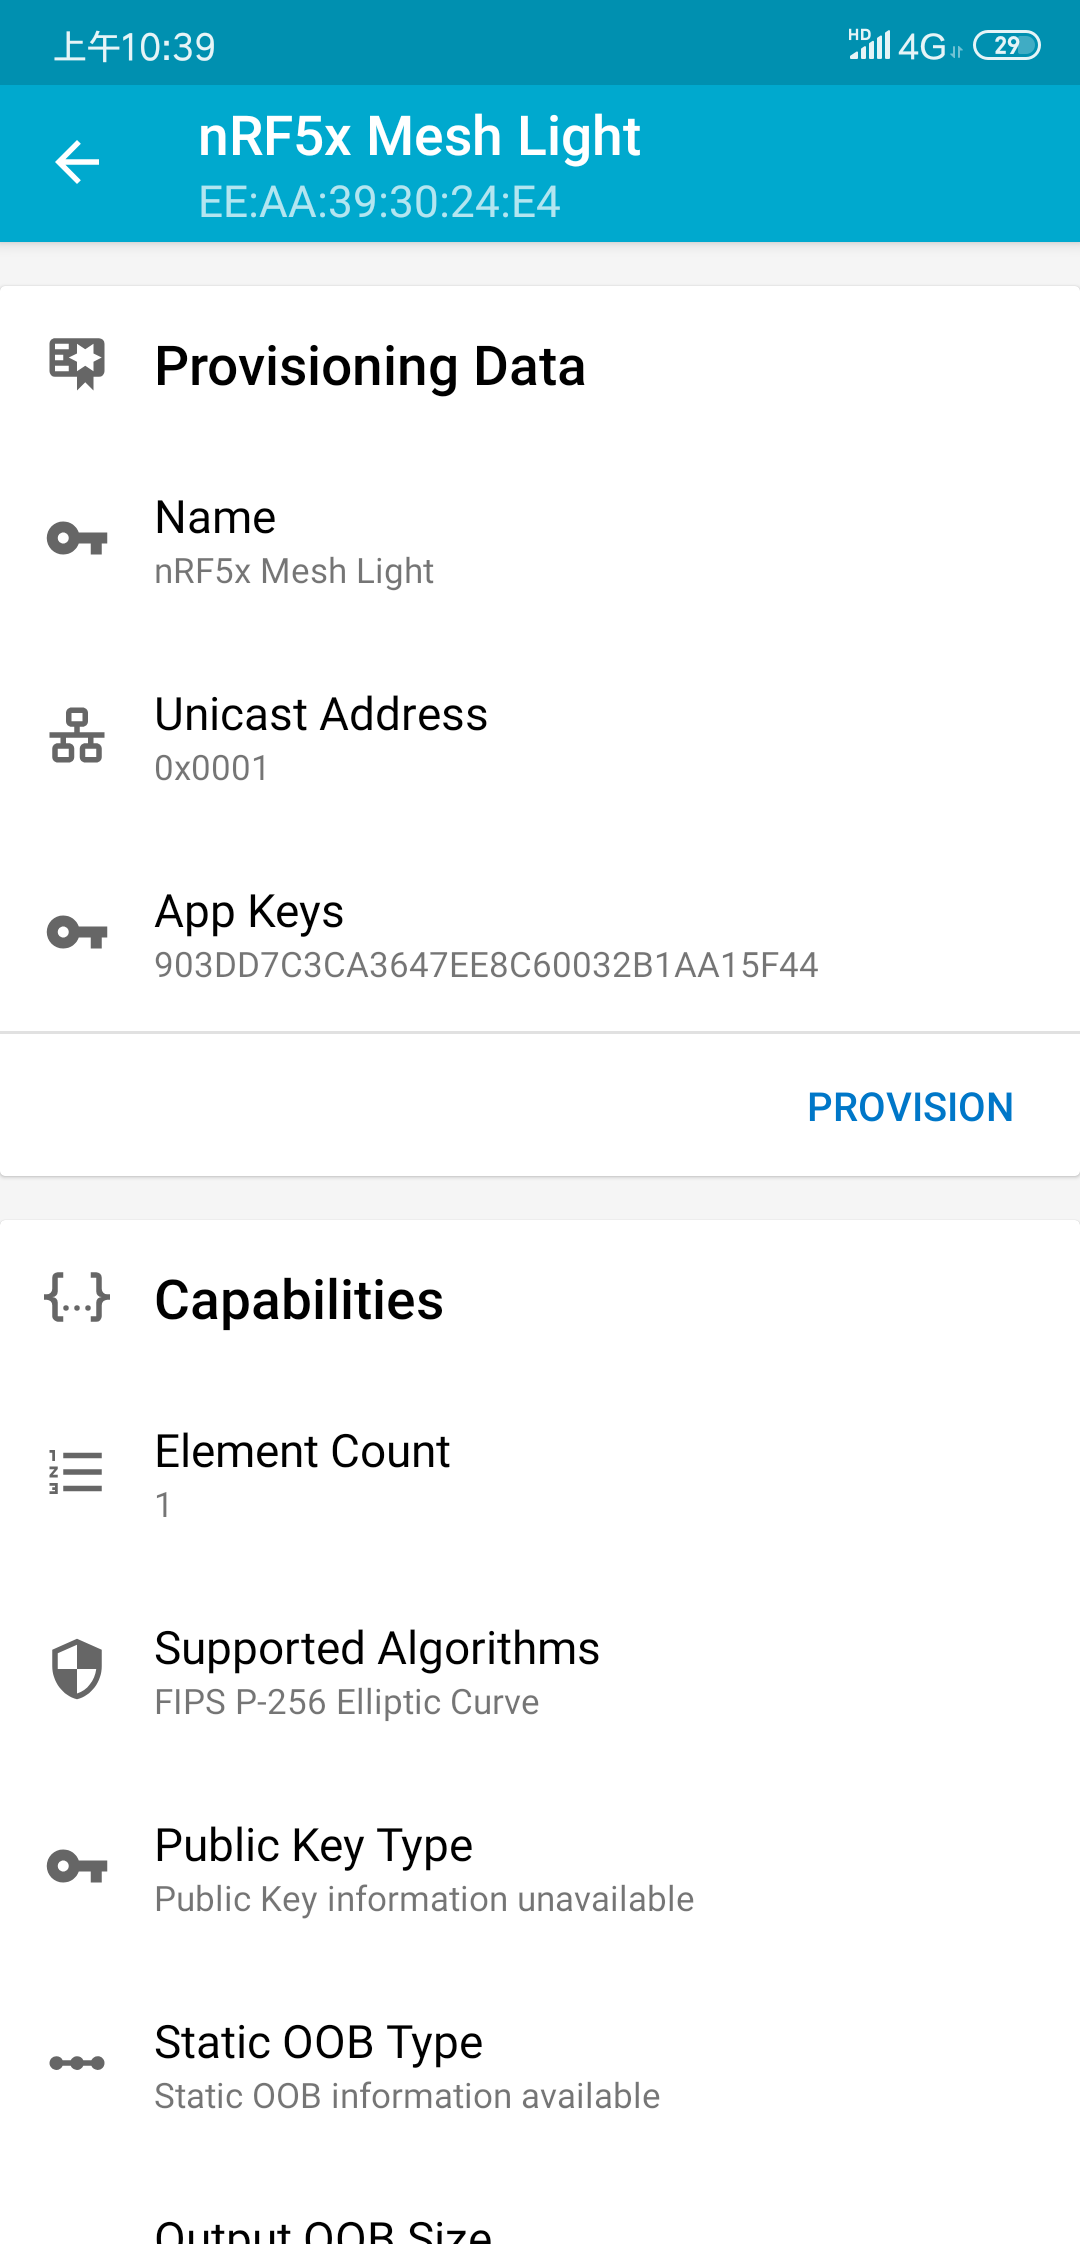 上午10:39
HD 4G 29
nRF5x Mesh Light
EE:AA:39:30:24:E4
Provisioning Data
Name
nRF5x Mesh Light
Unicast Address
0x0001
App Keys
903DD7C3CA3647EE8C60032B1AA15F44
PROVISION
Capabilities
Element Count
1
Supported Algorithms
FIPS P-256 Elliptic Curve
Public Key Type
Public Key information unavailable
Static OOB Type
Static OOB information available
Output OOB Size